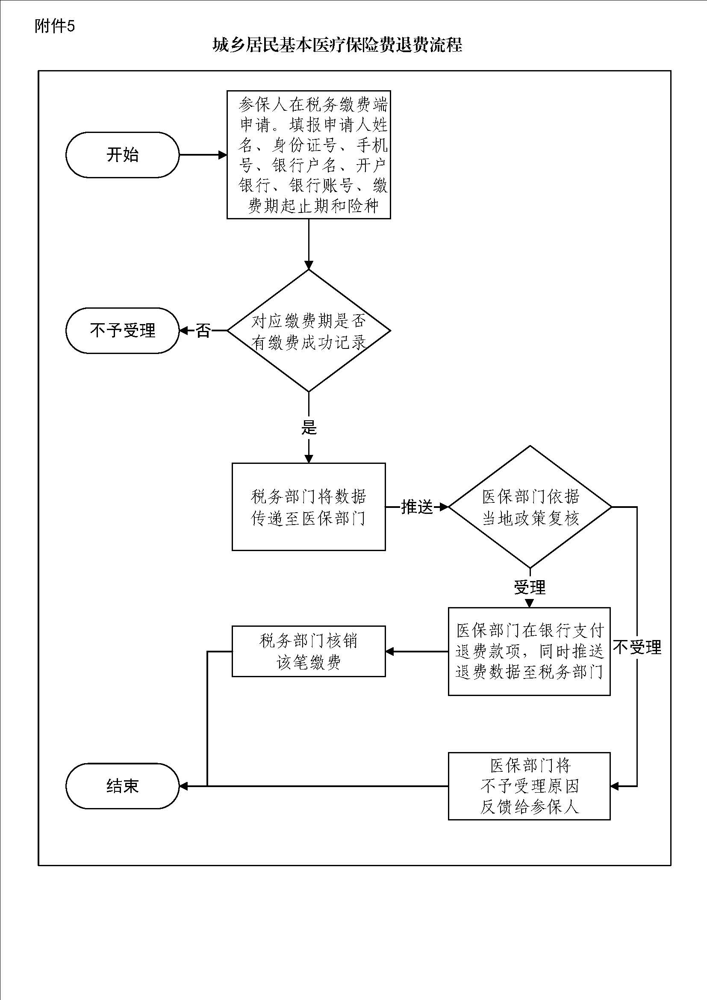 附件5
城乡居民基本医疗保险费退费流程
参保人在税务缴费端
申请。填报申请人姓
名、身份证号、手机
号、银行户名、开户
银行、银行账号、缴
费期起止期和险种
开始
对应缴费期是否
有缴费成功记录
否
不予受理
是
税务部门将数据
传递至医保部门
推送
医保部门依据
当地政策复核
受理
医保部门在银行支付
退费款项，同时推送
退费数据至税务部门
不受理
税务部门核销
该笔缴费
医保部门将
不予受理原因
反馈给参保人
结束